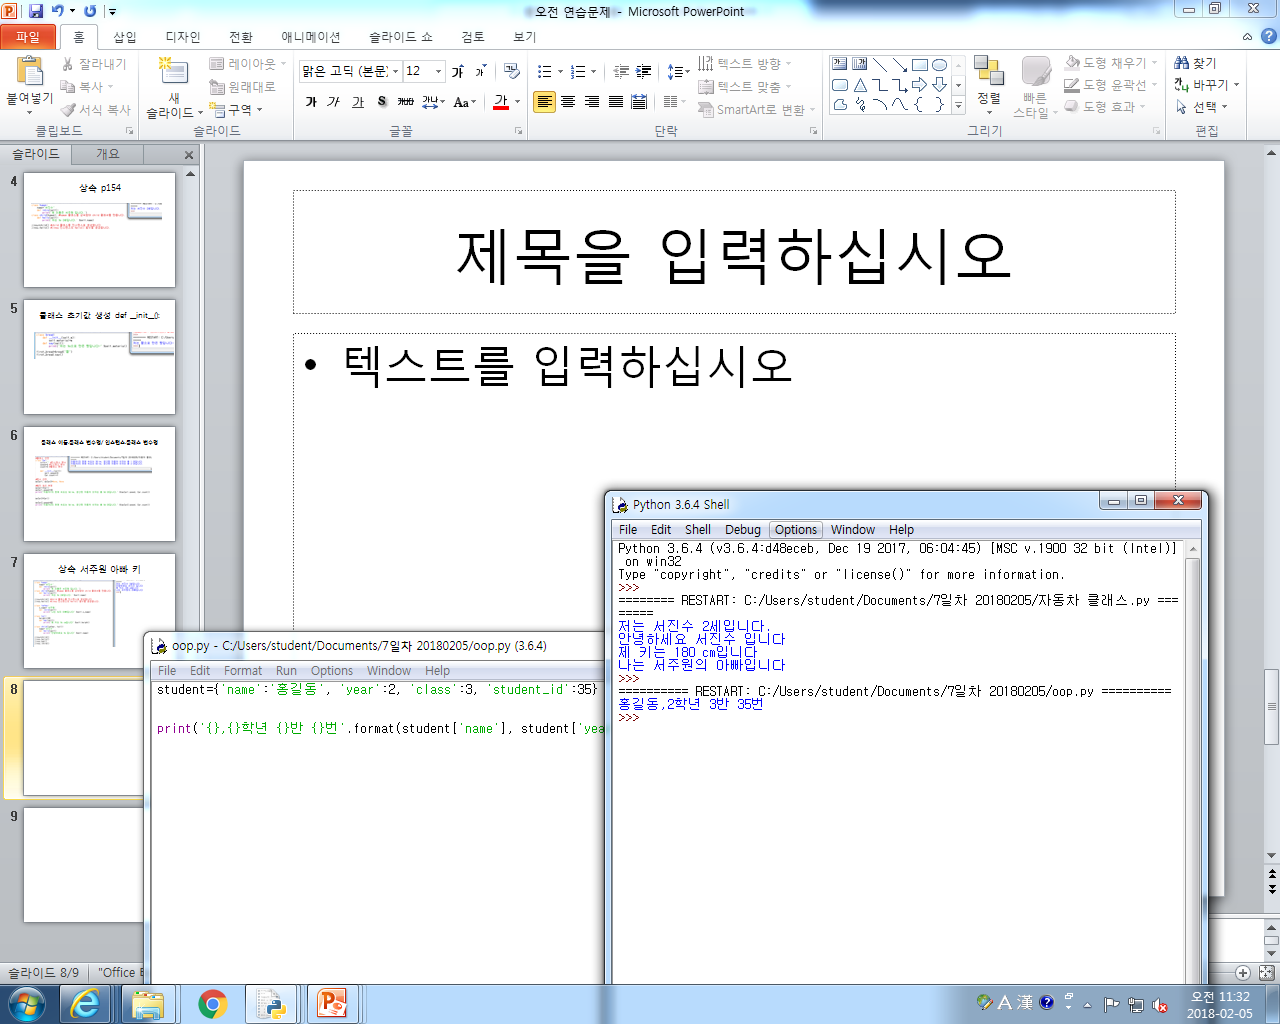 오전 연습문제 - Microsoft PowerPoint
파일 홈 삽입 디자인 전환 애니메이션 슬라이드 쇼 검토 보기
붙여넣기 잘라내기 복사 서식 복사
클립보드
새 슬라이드 레이아웃 원래대로 구역
슬라이드
맑은 고딕 (본문) 12
가 가 가 S 가나 Aa 가
글꼴
텍스트 방향
텍스트 맞춤
SmartArt로 변환
단락
정렬 빠른 스타일 도형 채우기 도형 윤곽선 도형 효과
그리기
찾기
바꾸기
선택
편집
슬라이드 개요
4
상속 p154
5
클래스 초기값 생성 def __init__():
6
7
상속 서주원 아빠 키
8
9
제목을 입력하십시오
• 텍스트를 입력하십시오
Python 3.6.4 Shell
File Edit Shell Debug Options Window Help
Python 3.6.4 (v3.6.4:d48eceb, Dec 19 2017, 06:04:45) [MSC v.1900 32 bit (Intel)]
on win32
Type "copyright", "credits" or "license()" for more information.
>>>
======== RESTART: C:/Users/student/Documents/7일차 20180205/자동차 클래스.py ===
=====
저는 서진수 2세입니다.
안녕하세요 서진수 입니다
제 키는 180 cm입니다
나는 서주원의 아빠입니다
>>>
========== RESTART: C:/Users/student/Documents/7일차 20180205/oop.py ==========
홍길동,2학년 3반 35번
>>>
oop.py - C:/Users/student/Documents/7일차 20180205/oop.py (3.6.4)
File Edit Format Run Options Window Help
student={'name':'홍길동', 'year':2, 'class':3, 'student_id':35}
print('{},{}학년 {}반 {}번'.format(student['name'], student['yea
슬라이드 8/9 "Office
A 漢
오전 11:32
2018-02-05